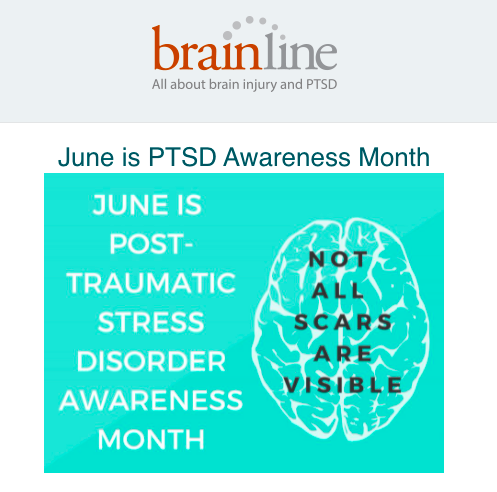 brainline
All about brain injury and PTSD
June is PTSD Awareness Month
JUNE IS
POST-
TRAUMATIC
STRESS
DISORDER
AWARENESS
MONTH
NOT
ALL
SCARS
ARE
VISIBLE